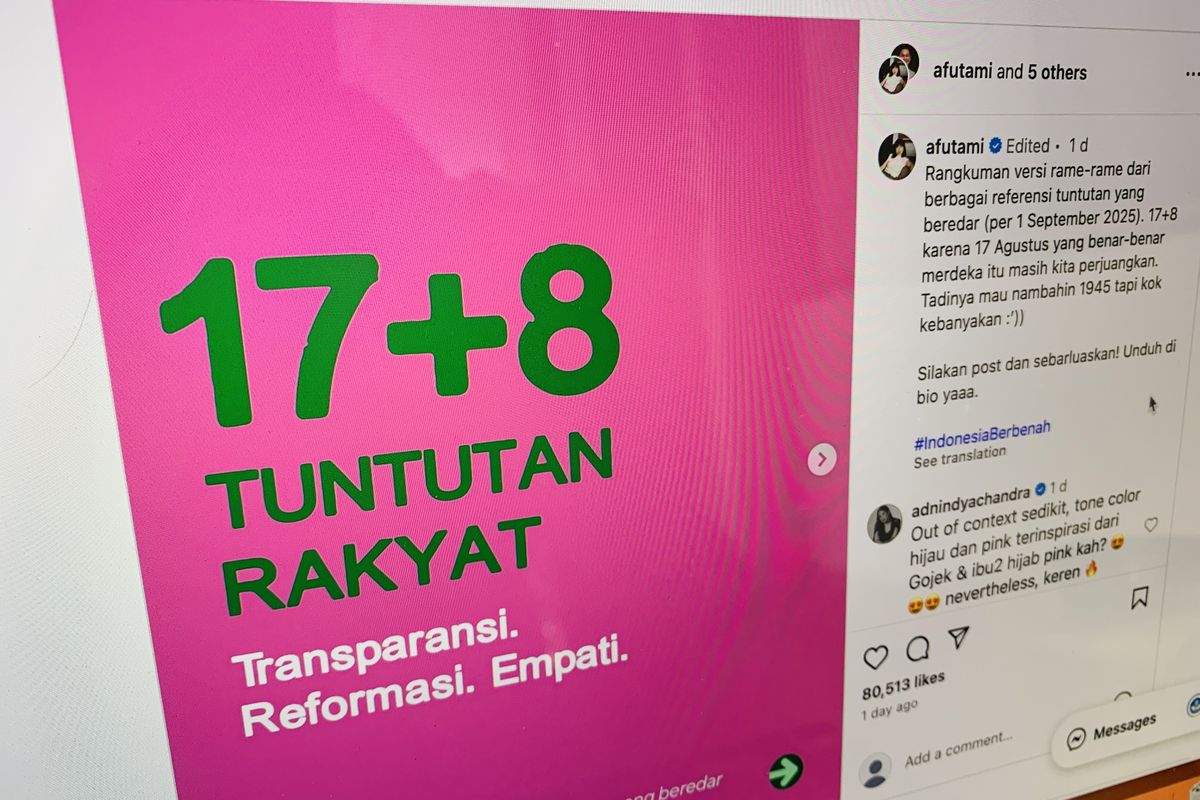 17+8
TUNTUTAN
RAKYAT
Transparansi.
Reformasi. Empati.
beredar
afutami and 5 others
afutami Edited • 1 d
Rangkuman versi rame-rame dari
berbagai referensi tuntutan yang
beredar (per 1 September 2025). 17+8
karena 17 Agustus yang benar-benar
merdeka itu masih kita perjuangkan.
Tadinya mau nambahin 1945 tapi kok
kebanyakan :’))
Silakan post dan sebarluaskan! Unduh di
bio yaaa.
#IndonesiaBerbenah
See translation
adnindyachandra 1 d
Out of context sedikit, tone color
hijau dan pink terinspirasi dari
Gojek & ibu2 hijab pink kah? 😍
😍😍 nevertheless, keren 🔥
80,513 likes
1 day ago
Add a comment...
Messages